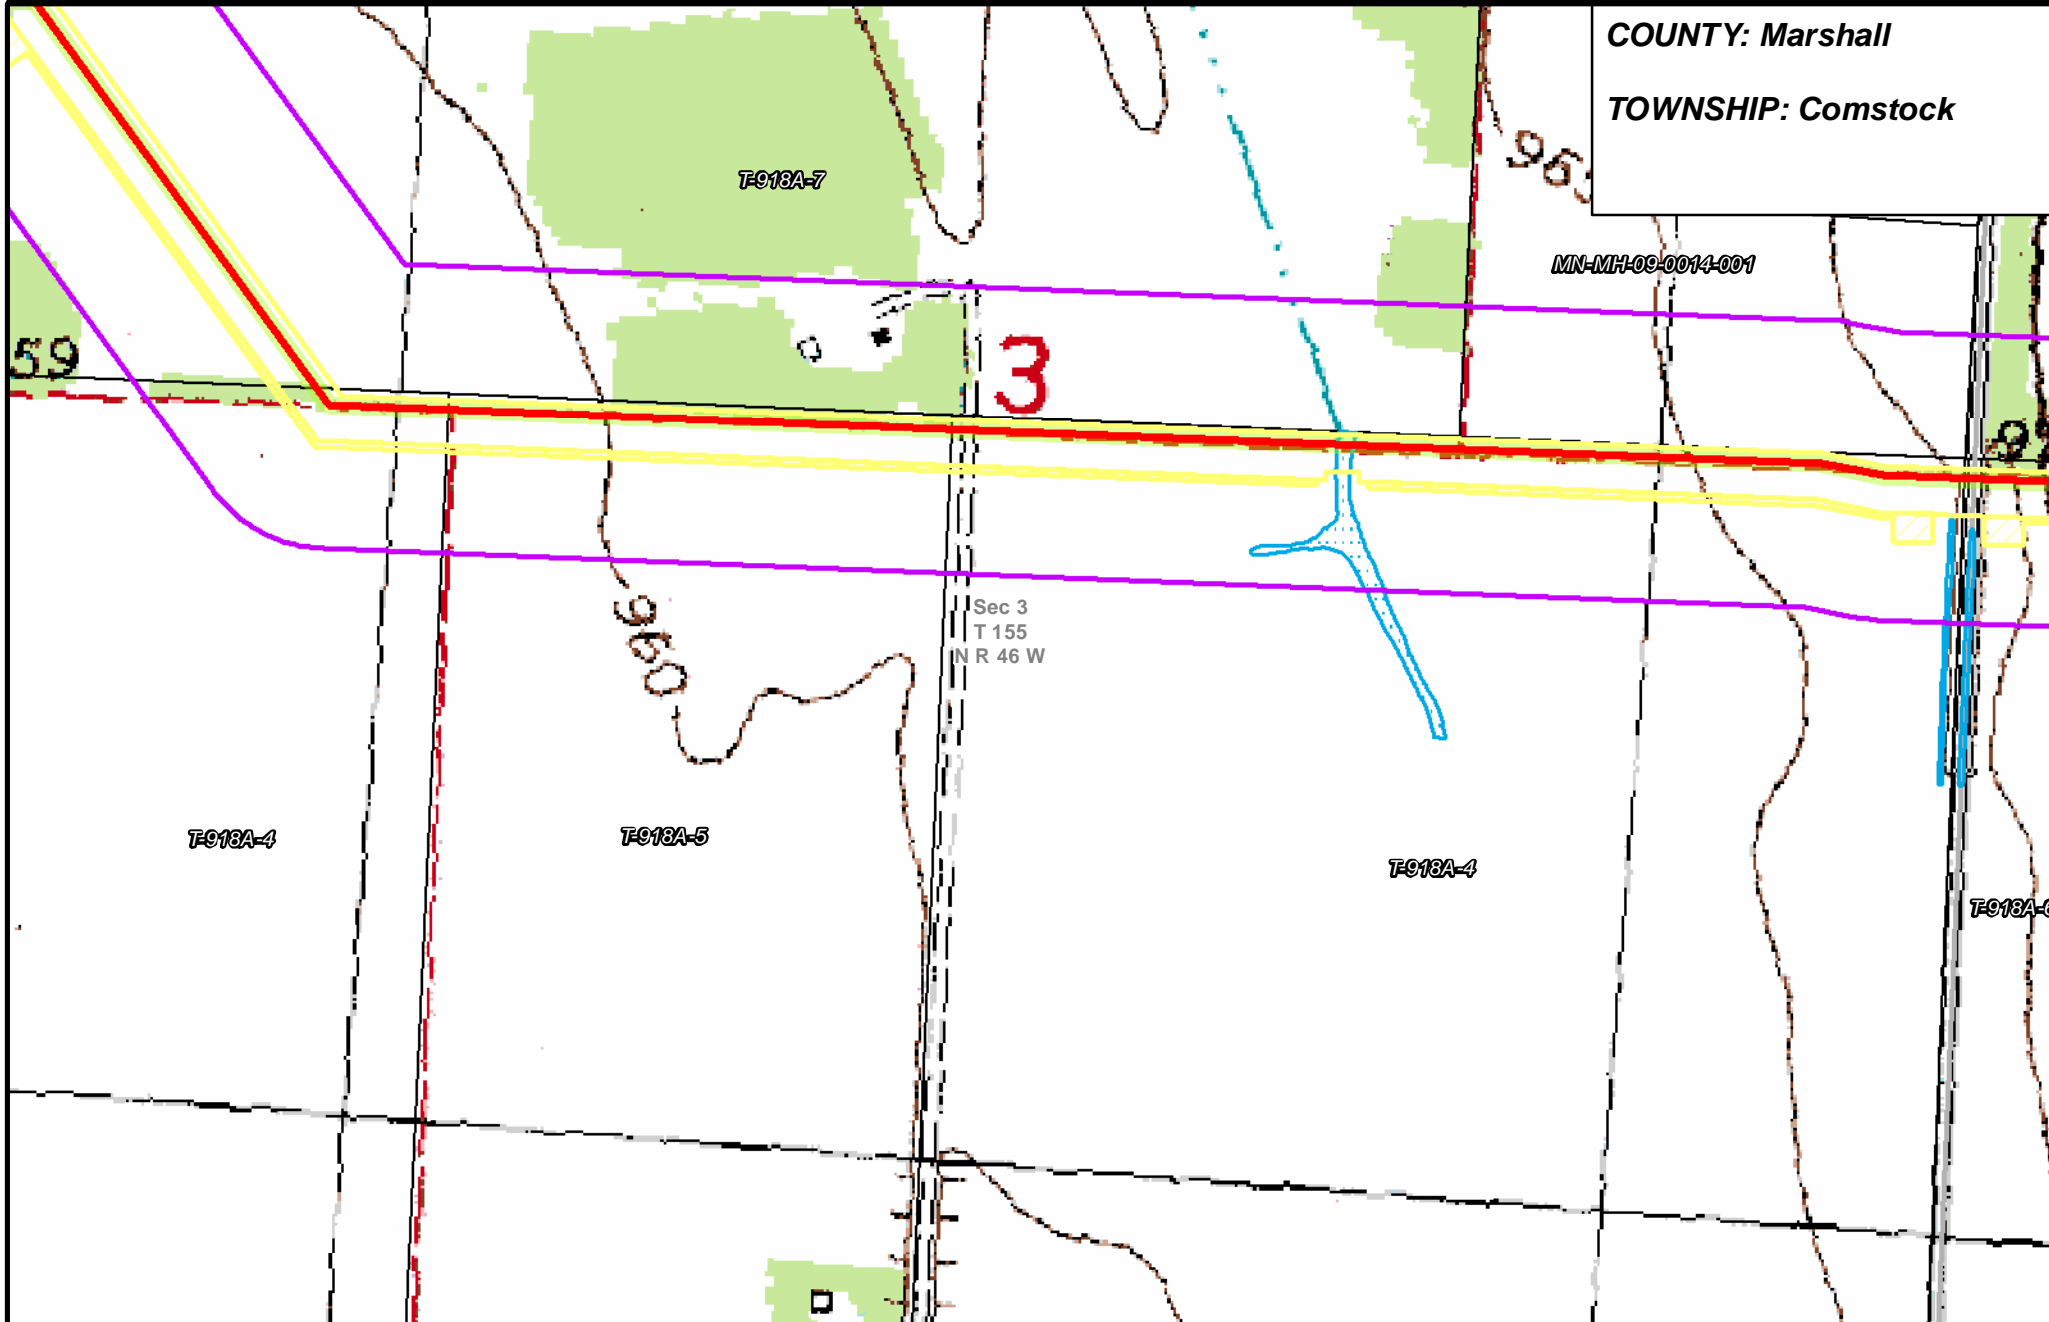 COUNTY: Marshall
TOWNSHIP: Comstock
T-918A-7
MN-MH-09-0014-001
59
3
960
Sec 3
T 155
N R 46 W
T-918A-4
T-918A-5
T-918A-4